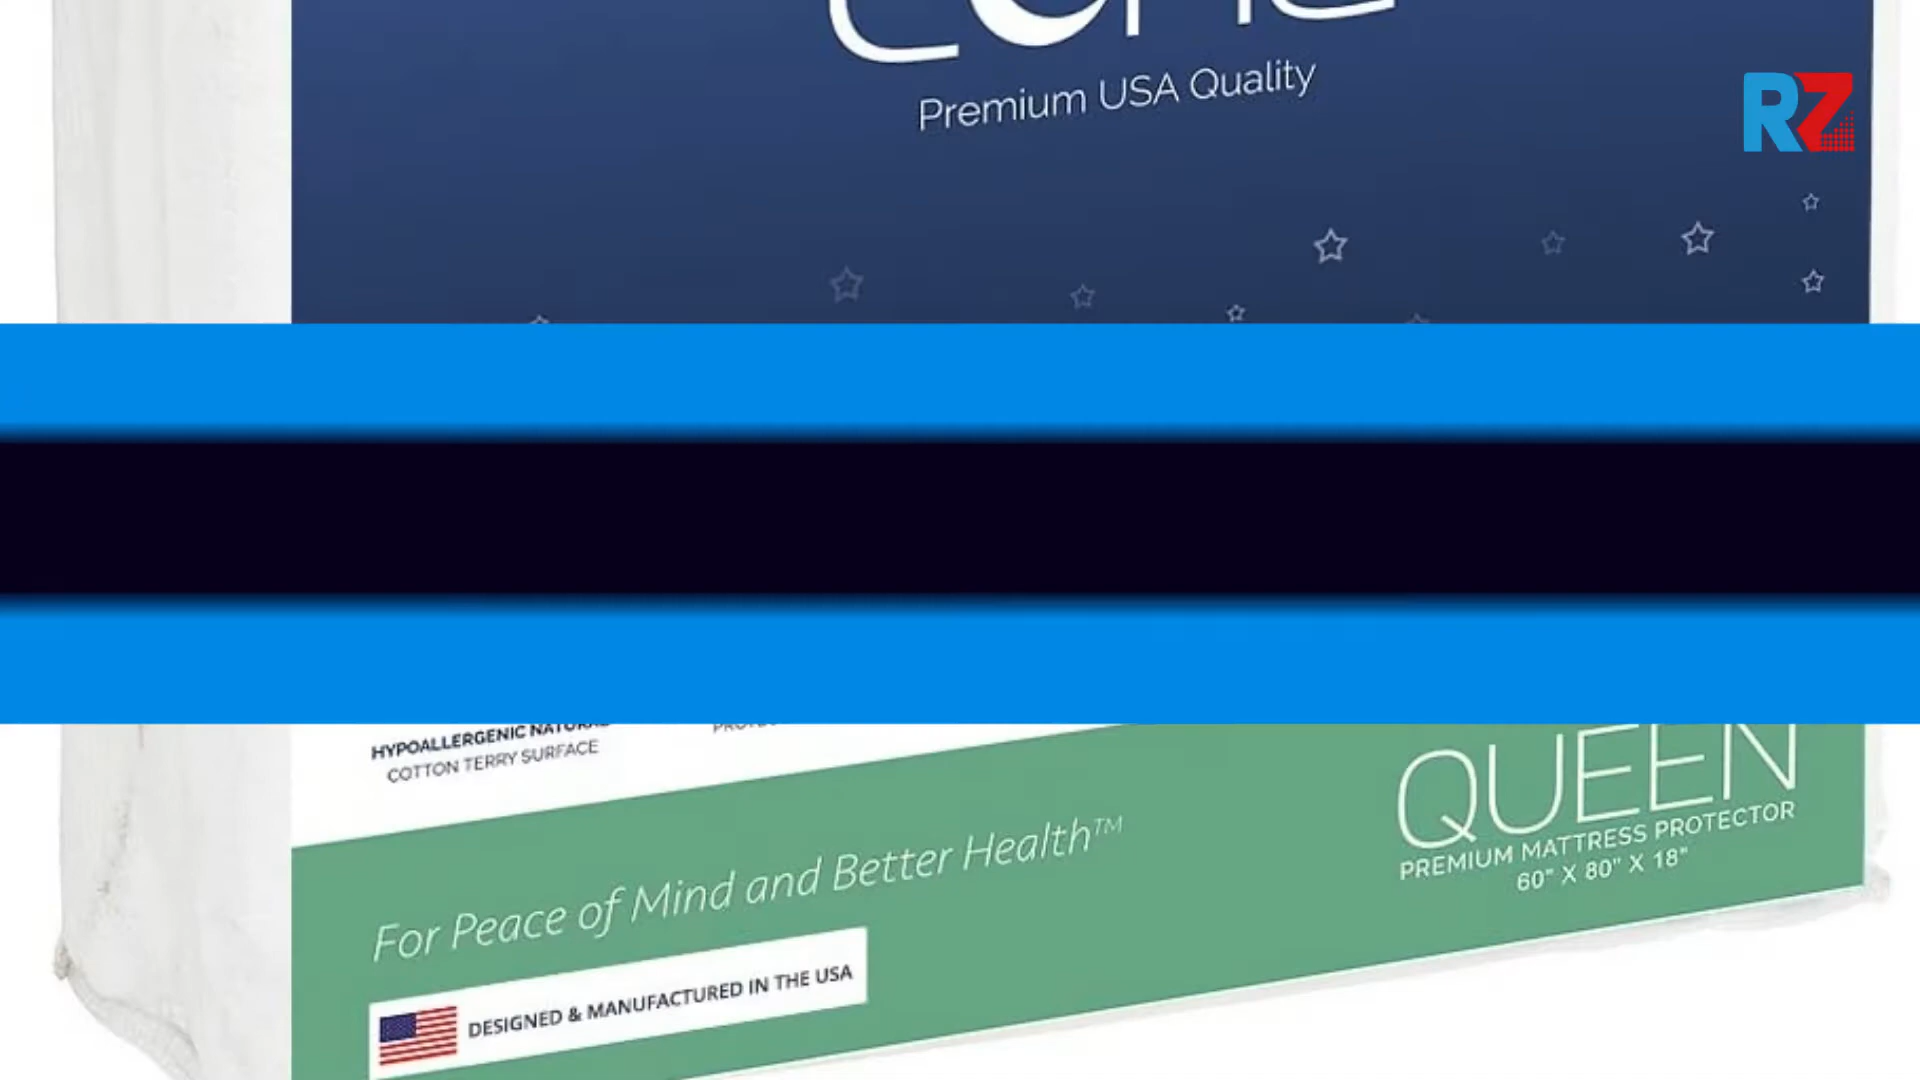 Premium USA Quality
RZ
HYPOALLERGENIC NATURAL
COTTON TERRY SURFACE
QUEEN
PREMIUM MATTRESS PROTECTOR
60" X 80" X 18"
For Peace of Mind and Better Health™
DESIGNED & MANUFACTURED IN THE USA